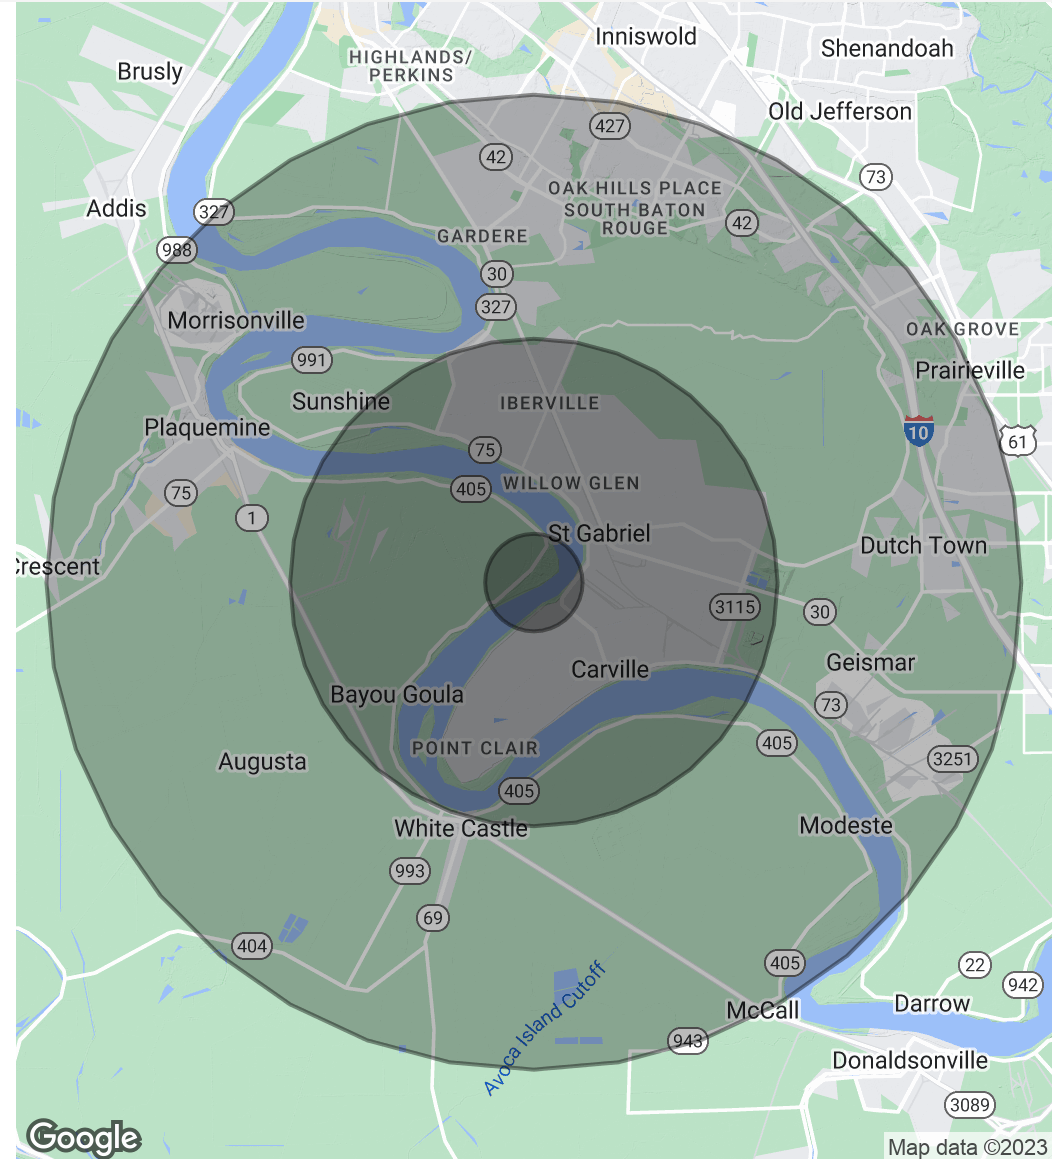 Inniswold
Shenandoah
HIGHLANDS/
PERKINS
Brusly
Old Jefferson
427
42
73
OAK HILLS PLACE
Addis
327
SOUTH BATON
ROUGE
42
GARDERE
988
30
327
Morrisonville
OAK GROVE
991
Prairieville
Sunshine
IBERVILLE
Plaquemine
10
61
75
WILLOW GLEN
75
405
1
St Gabriel
Dutch Town
Crescent
3115
30
Carville
Geismar
Bayou Goula
73
POINT CLAIR
405
Augusta
3251
405
White Castle
Modeste
993
69
404
405
22
942
Avoca Island Cutoff
McCall
Darrow
943
Donaldsonville
3089
Google
Map data ©2023